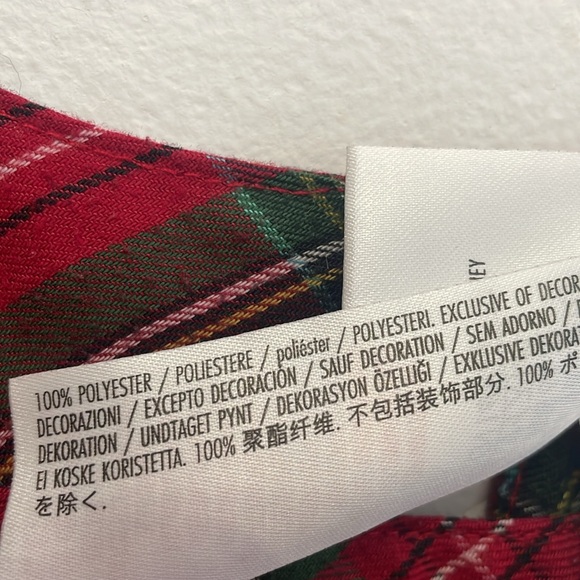 100% POLYESTER / POLIESTERE / poliéster / POLYESTERI. EXCLUSIVE OF DECOR
DECORAZIONI / EXCEPTO DECORACIÓN / SAUF DECORATION / SEM ADORNO /
DEKORATION / UNDTAGET PYNT / DEKORASYON ÖZELLIĞI / EXKLUSIVE DEKORA
EI KOSKE KORISTETTA. 100% 聚酯纤维. 不包括装饰部分. 100% ポ
を除く.